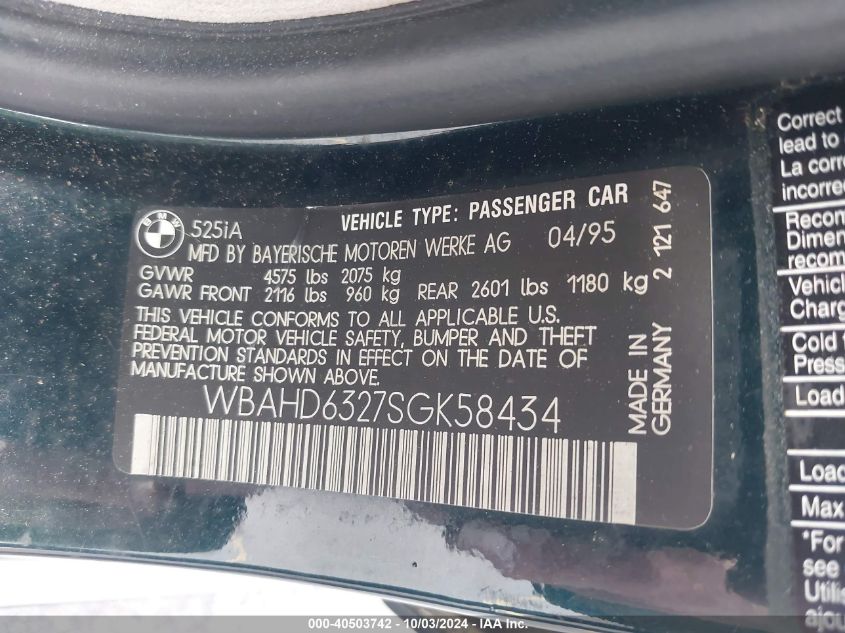 BMW
525iA
VEHICLE TYPE: PASSENGER CAR
MFD BY BAYERISCHE MOTOREN WERKE AG 04/95
GVWR 4575 lbs 2075 kg
GAWR FRONT 2116 lbs 960 kg REAR 2601 lbs 1180 kg
THIS VEHICLE CONFORMS TO ALL APPLICABLE U.S.
FEDERAL MOTOR VEHICLE SAFETY, BUMPER AND THEFT
PREVENTION STANDARDS IN EFFECT ON THE DATE OF
MANUFACTURE SHOWN ABOVE.
WBAHD6327SGK58434
MADE IN
GERMANY
2 121 647
Correct
lead to
La corre
incorre
Recom
Dimen
recom
Vehicl
Charg
Cold t
Press
Load
Load
Max
*For
see
Utilis
ajou
000-40503742 - 10/03/2024 - IAA Inc.